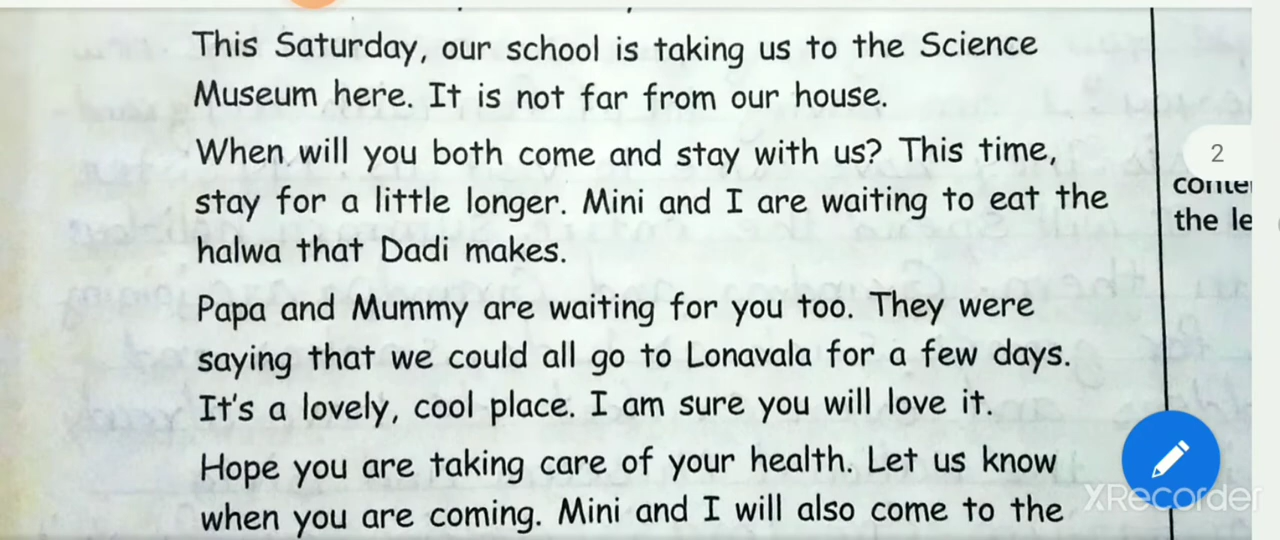 This Saturday, our school is taking us to the Science
Museum here. It is not far from our house.
When will you both come and stay with us? This time,
stay for a little longer. Mini and I are waiting to eat the
halwa that Dadi makes.
Papa and Mummy are waiting for you too. They were
saying that we could all go to Lonavala for a few days.
It's a lovely, cool place. I am sure you will love it.
Hope you are taking care of your health. Let us know
when you are coming. Mini and I will also come to the
2
the le
XRecorder